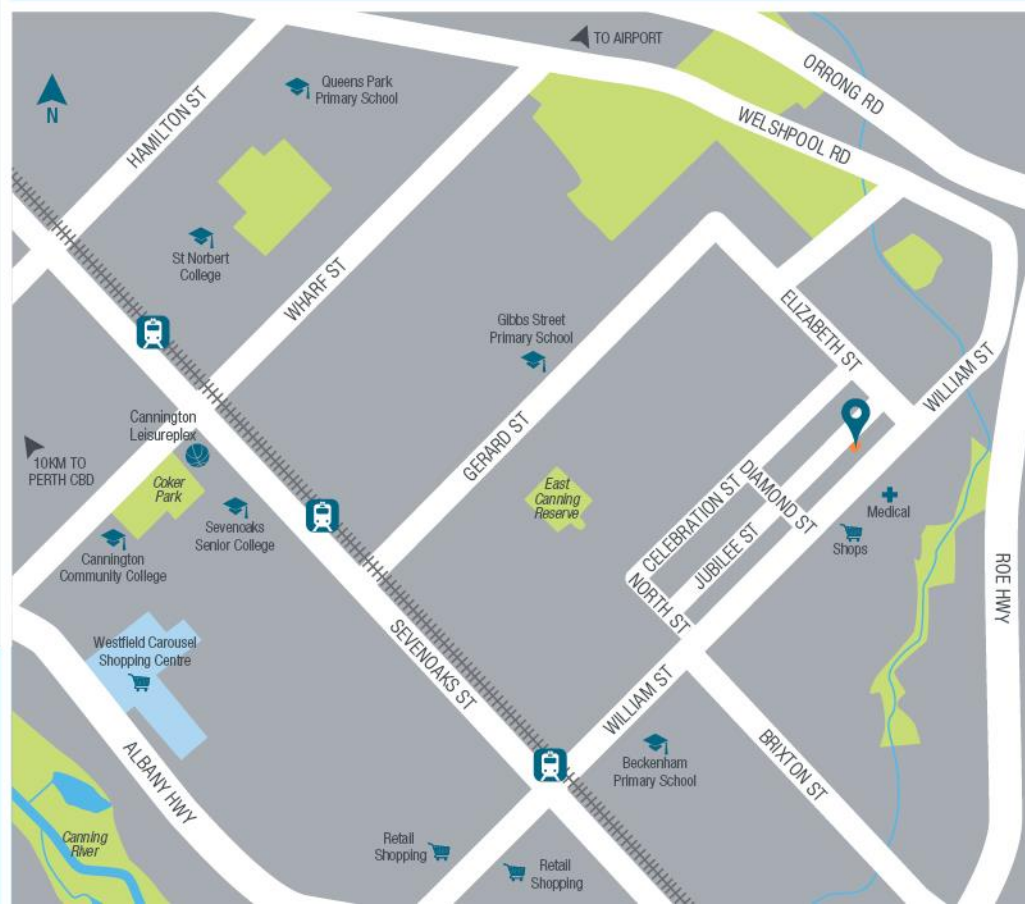 TO AIRPORT
ORRONG RD
N
Queens Park
Primary School
HAMILTON ST
WELSHPOOL RD
St Norbert
College
WHARF ST
Gibbs Street
Primary School
ELIZABETH ST
WILLIAM ST
Cannington
Leisureplex
10KM TO
PERTH CBD
Coker
Park
GERARD ST
East
Canning
Reserve
CELEBRATION ST
DIAMOND ST
JUBILEE ST
NORTH ST
Medical
Shops
Sevenoaks
Senior College
Cannington
Community College
ROE HWY
Westfield Carousel
Shopping Centre
SEVENOAKS ST
WILLIAM ST
BRIXTON ST
Beckenham
Primary School
ALBANY HWY
Canning
River
Retail
Shopping
Retail
Shopping